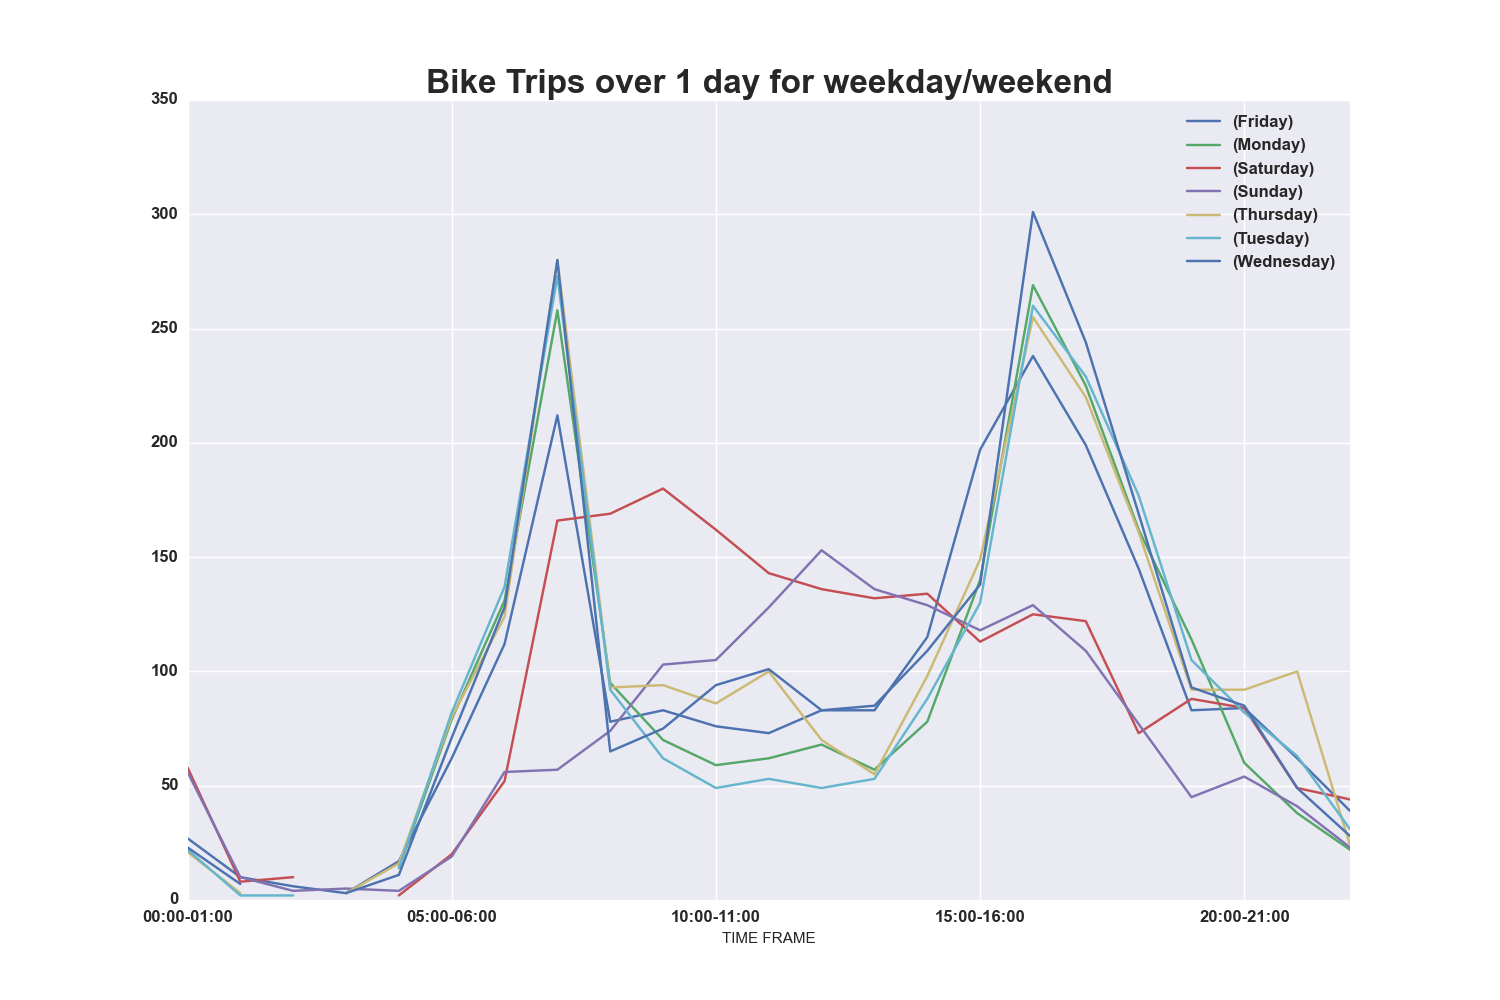 Bike Trips over 1 day for weekday/weekend
350
300
250
200
150
100
50
0
(Friday)
(Monday)
(Saturday)
(Sunday)
(Thursday)
(Tuesday)
(Wednesday)
00:00-01:00 05:00-06:00 10:00-11:00 15:00-16:00 20:00-21:00
TIME FRAME